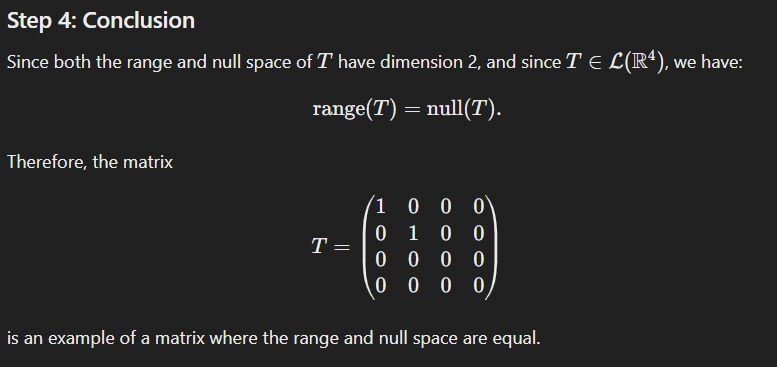 Step 4: Conclusion
Since both the range and null space of T have dimension 2, and since T ∈ ℒ(ℝ⁴), we have:
range(T) = null(T).
Therefore, the matrix
1 0 0 0
0 1 0 0
T =
0 0 0 0
0 0 0 0
is an example of a matrix where the range and null space are equal.